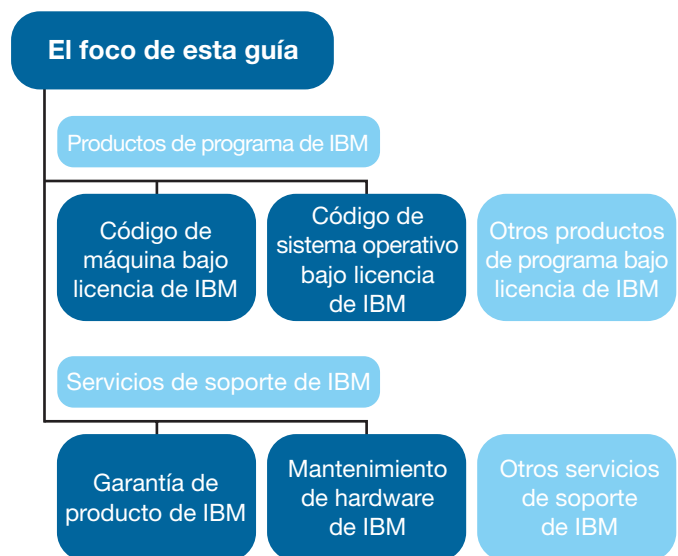 El foco de esta guía
Productos de programa de IBM
Código de
máquina bajo
licencia de IBM
Código de
sistema operativo
bajo licencia
de IBM
Otros productos
de programa bajo
licencia de IBM
Servicios de soporte de IBM
Garantía de
producto de IBM
Mantenimiento
de hardware
de IBM
Otros servicios
de soporte
de IBM